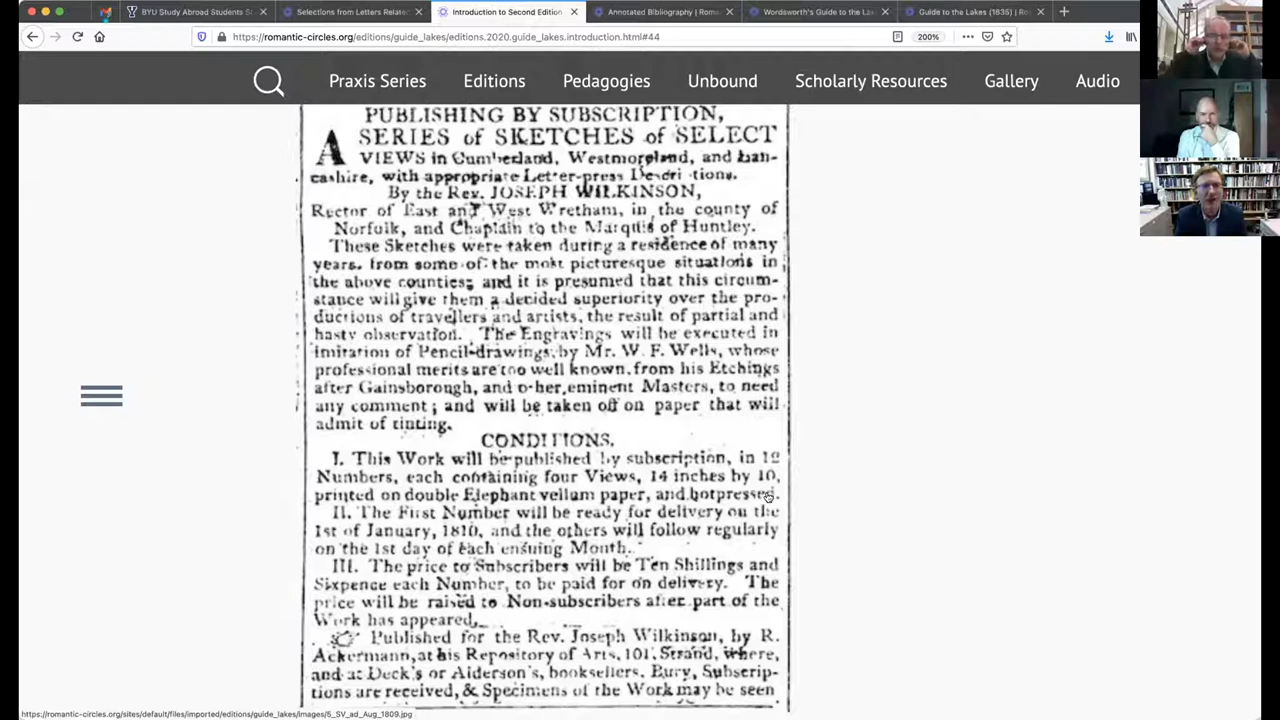 BYU Study Abroad Students S
Selections from Letters Relate
Introduction to Second Edition
Annotated Bibliography | Rom
Wordsworth's Guide to the La
Guide to the Lakes (1835) | Ro
https://romantic-circles.org/editions/guide_lakes/editions.2020.guide_lakes.introduction.html#44
200%
Praxis Series
Editions
Pedagogies
Unbound
Scholarly Resources
Gallery
Audio
PUBLISHING BY SUBSCRIPTION,
A SERIES of SKETCHES of SELECT
VIEWS in Cumberland, Westmoreland, and Lan-
cashire, with appropriate Letter-press Descri tions.
By the Rev. JOSEPH WILKINSON,
Rector of East and West Wretham, in the county of
Norfolk, and Chaplain to the Marquis of Huntley.
These Sketches were taken during a residence of many
years, from some of the most picturesque situations in
the above counties; and it is presumed that this circum-
stance will give them a decided superiority over the pro-
ductions of travellers and artists, the result of partial and
hasty observation. The Engravings will be executed in
imitation of Pencil-drawings, by Mr. W. F. Wells, whose
professional merits are too well known, from his Etchings
after Gainsborough, and o her eminent Masters, to need
any comment; and will be taken off on paper that will
admit of tinting.
CONDITIONS.
I. This Work will be published by subscription, in 12
Numbers, each containing four Views, 14 inches by 10,
printed on double Elephant vellum paper, and hotpressed.
II. The First Number will be ready for delivery on the
1st of January, 1810, and the others will follow regularly
on the 1st day of each ensuing Month.
III. The price to Subscribers will be Ten Shillings and
Sixpence each Number, to be paid for on delivery. The
price will be raised to Non-subscribers after part of the
Work has appeared.
Published for the Rev. Joseph Wilkinson, by R.
Ackermann, at his Repository of Arts, 101, Strand, where,
and at Deck's or Alderson's, booksellers, Bury, Subscrip-
tions are received, & Specimens of the Work may be seen
https://romantic-circles.org/sites/default/files/imported/editions/guide_lakes/images/5_SV_ad_Aug_1809.jpg